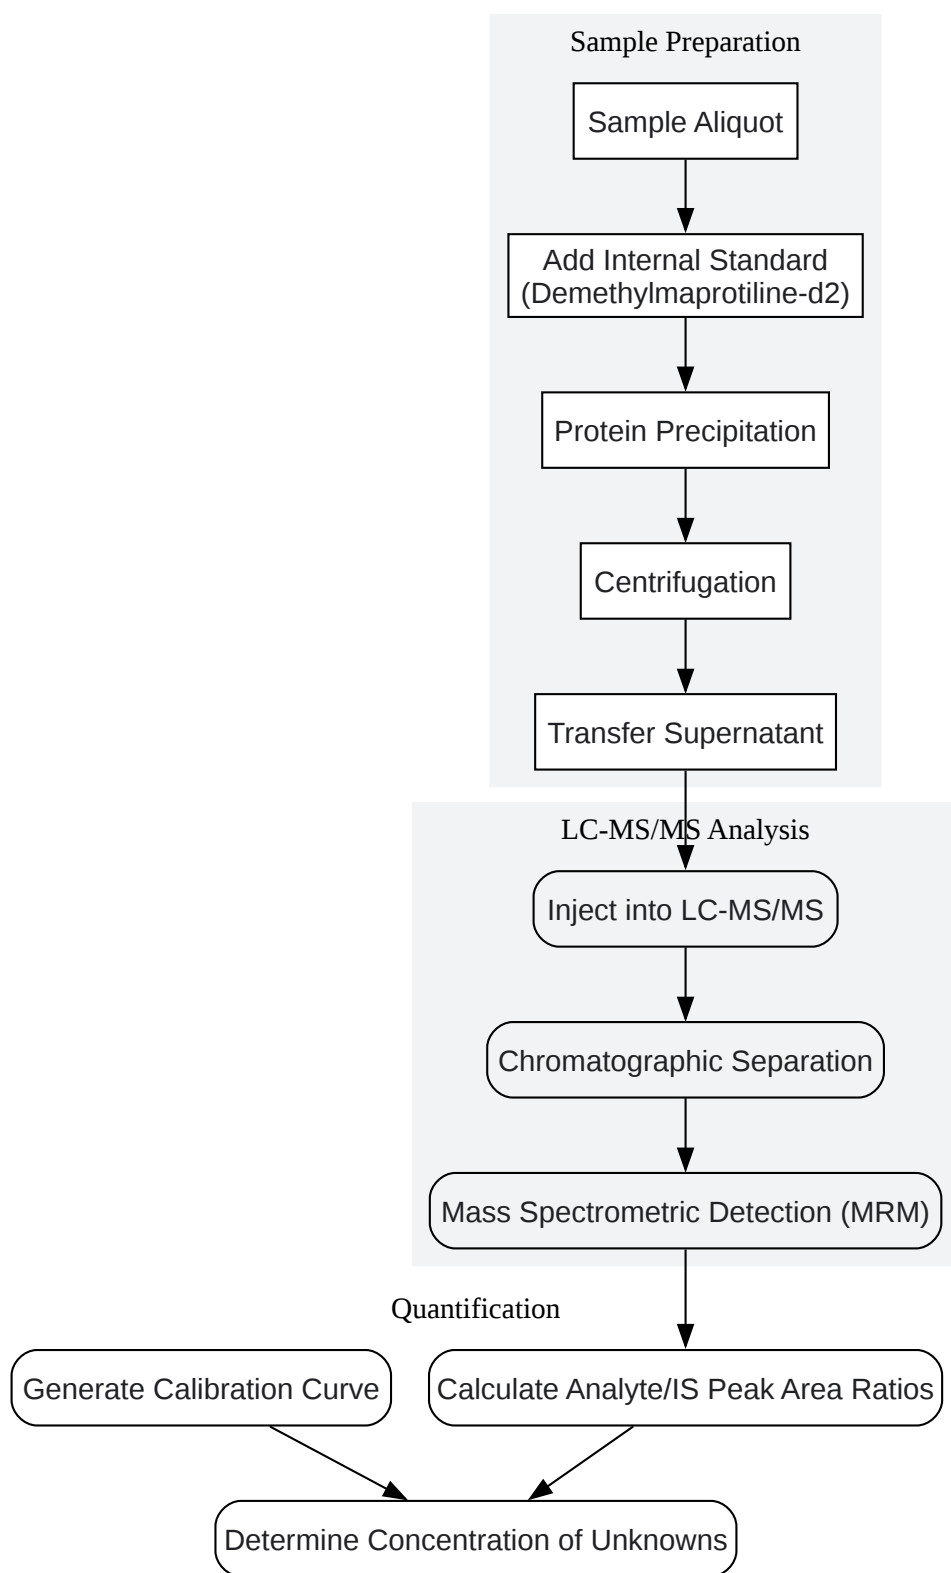 Sample Preparation
Sample Aliquot
Add Internal Standard
(Demethylmaprotiline-d2)
Protein Precipitation
Centrifugation
Transfer Supernatant
LC-MS/MS Analysis
Inject into LC-MS/MS
Chromatographic Separation
Mass Spectrometric Detection (MRM)
Quantification
Generate Calibration Curve
Calculate Analyte/IS Peak Area Ratios
Determine Concentration of Unknowns